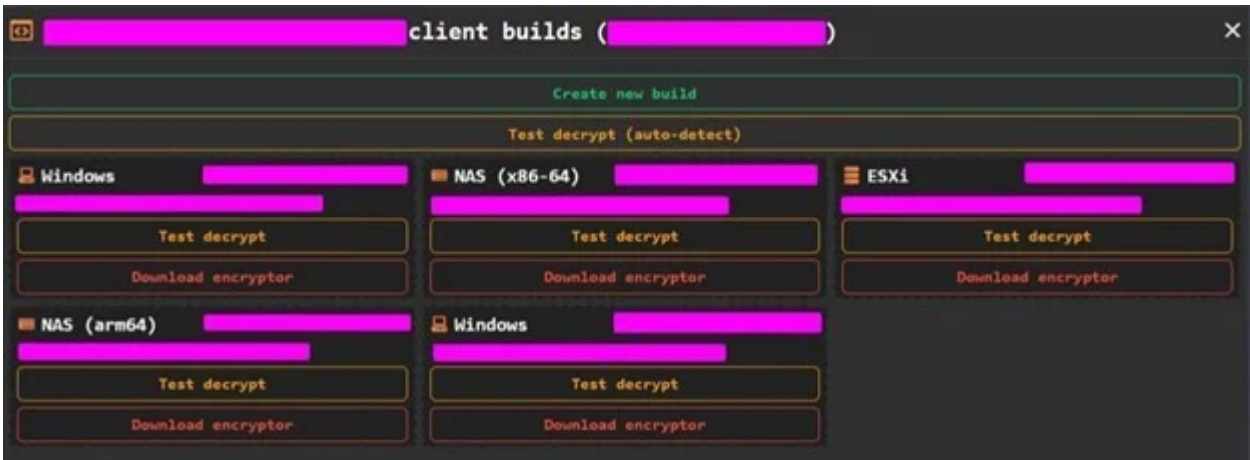 client builds ( )
Create new build
Test decrypt (auto-detect)
Windows
Test decrypt
Download encryptor
NAS (x86-64)
Test decrypt
Download encryptor
ESXi
Test decrypt
Download encryptor
NAS (arm64)
Test decrypt
Download encryptor
Windows
Test decrypt
Download encryptor